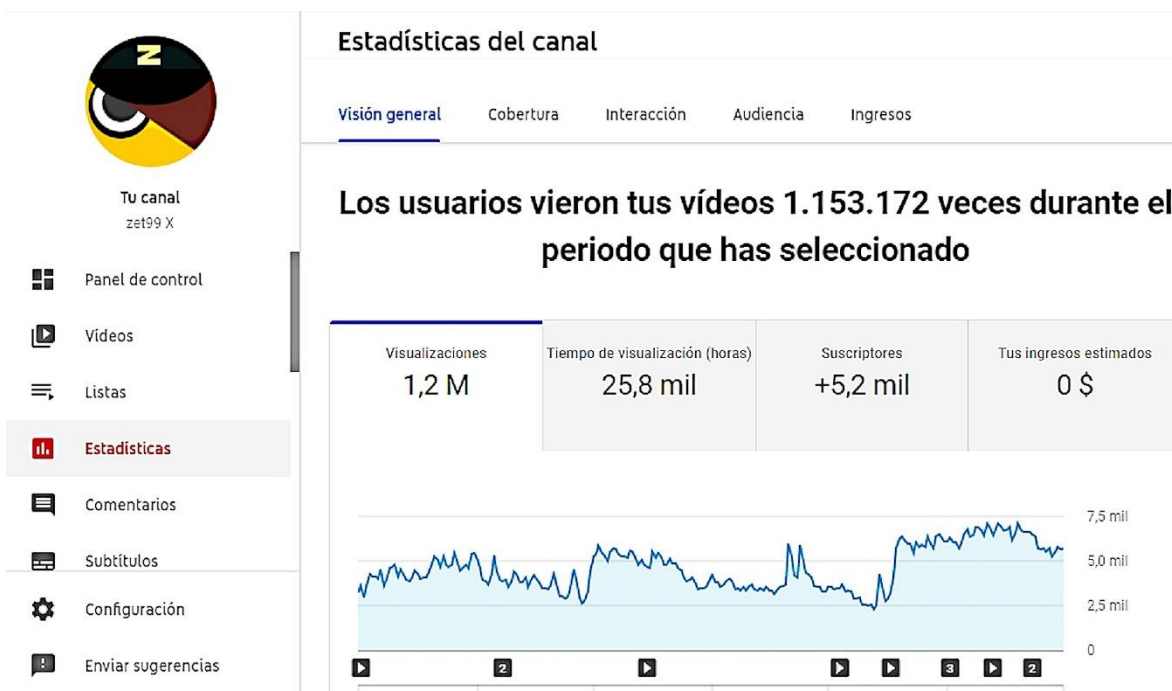 Z
Tu canal
zet99 X
Panel de control
Vídeos
Listas
Estadísticas
Comentarios
Subtítulos
Configuración
Enviar sugerencias
Estadísticas del canal
Visión general Cobertura Interacción Audiencia Ingresos
Los usuarios vieron tus vídeos 1.153.172 veces durante el
periodo que has seleccionado
Visualizaciones
1,2 M
Tiempo de visualización (horas)
25,8 mil
Suscriptores
+5,2 mil
Tus ingresos estimados
0 $
7,5 mil
5,0 mil
2,5 mil
0
2 3 2